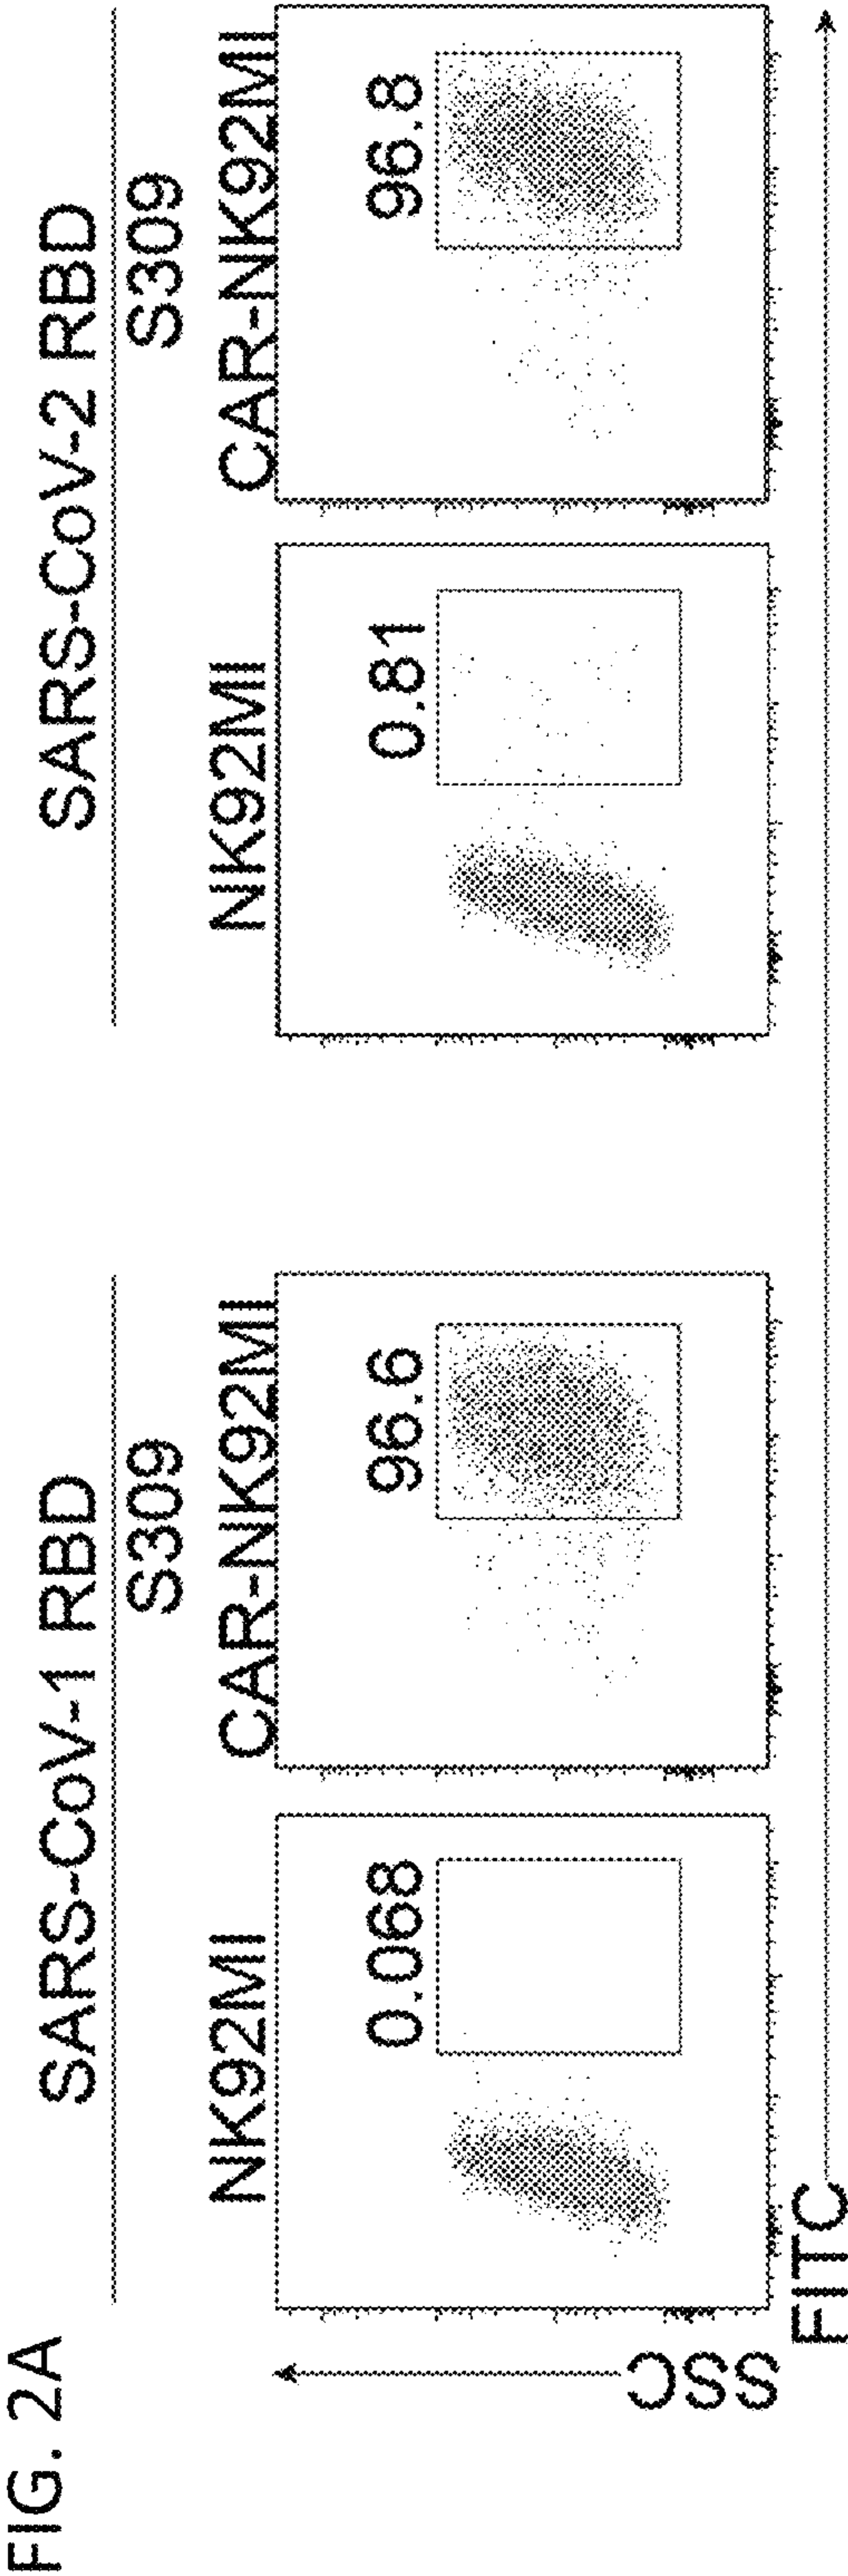 FIG. 2A
SARS-CoV-1 RBD
SARS-CoV-2 RBD
NK92MI
S309
CAR-NK92MI
NK92MI
S309
CAR-NK92MI
0.068
96.6
0.81
96.8
SSC
FITC